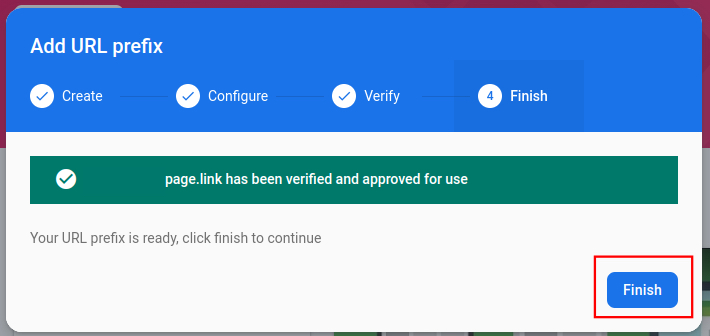 Add URL prefix
Create Configure Verify 4 Finish
page.link has been verified and approved for use
Your URL prefix is ready, click finish to continue
Finish